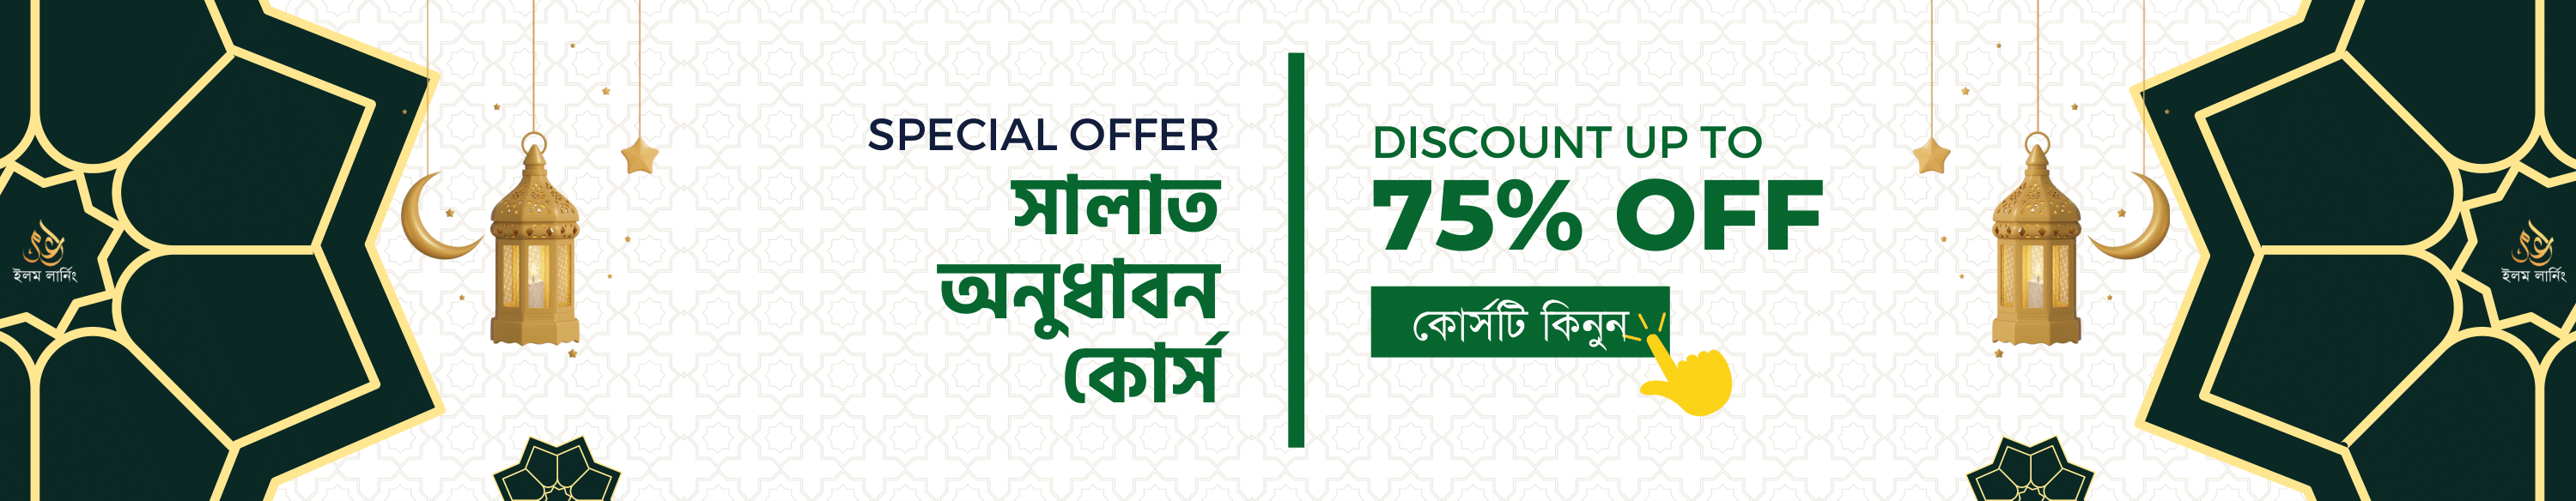 SPECIAL OFFER
সালাত
অনুধাবন
কোর্স
DISCOUNT UP TO
75% OFF
কোর্সটি কিনুন
ইলম লার্নিং
ইলম লার্নিং